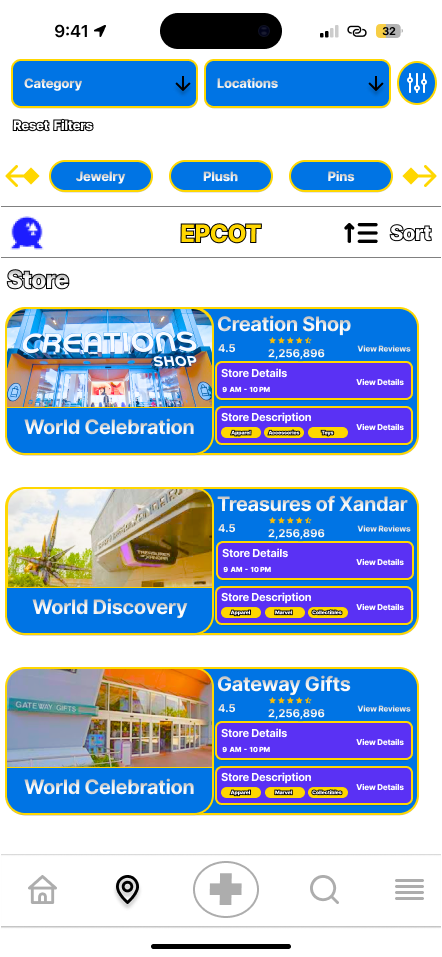 9:41
32
Category
Locations
Reset Filters
Jewelry
Plush
Pins
EPCOT
Sort
Store
CREATIONS
SHOP
World Celebration
Creation Shop
4.5
2,256,896
View Reviews
Store Details
9 AM - 10 PM
View Details
Store Description
Apparel
Accessories
Toys
View Details
TREASURES
OF XANDAR
World Discovery
Treasures of Xandar
4.5
2,256,896
View Reviews
Store Details
9 AM - 10 PM
View Details
Store Description
Apparel
Marvel
Collectibles
View Details
GATEWAY GIFTS
World Celebration
Gateway Gifts
4.5
2,256,896
View Reviews
Store Details
9 AM - 10 PM
View Details
Store Description
Apparel
Marvel
Collectibles
View Details